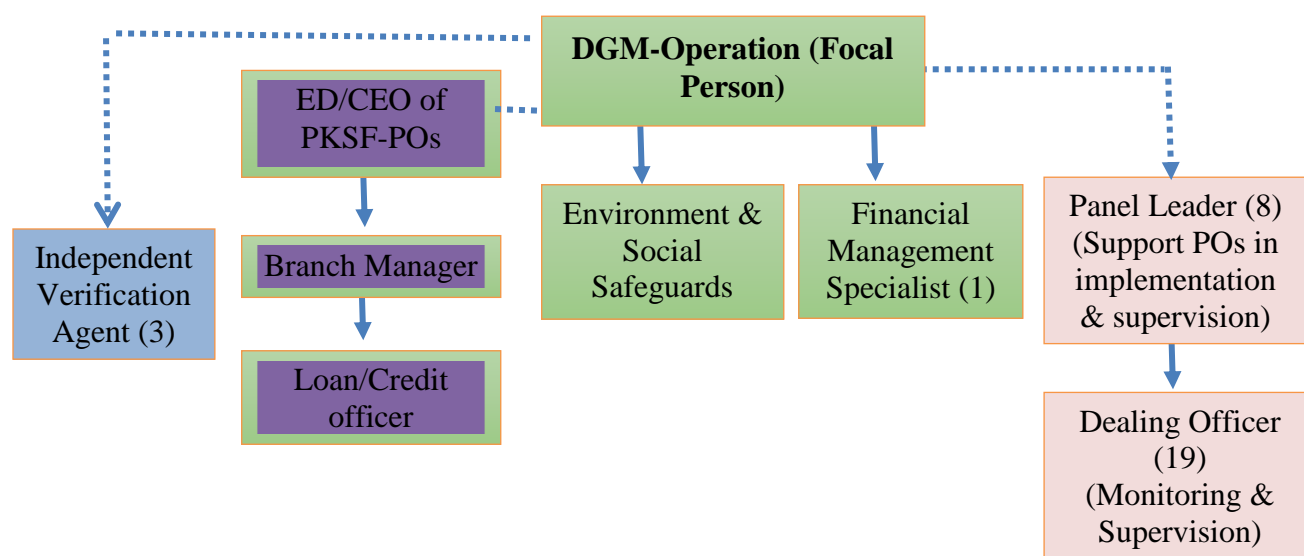 DGM-Operation (Focal
Person)
ED/CEO of
PKSF-POs
Environment &
Social
Safeguards
Financial
Management
Specialist (1)
Panel Leader (8)
(Support POs in
implementation
& supervision)
Independent
Verification
Agent (3)
Branch Manager
Loan/Credit
officer
Dealing Officer
(19)
(Monitoring &
Supervision)